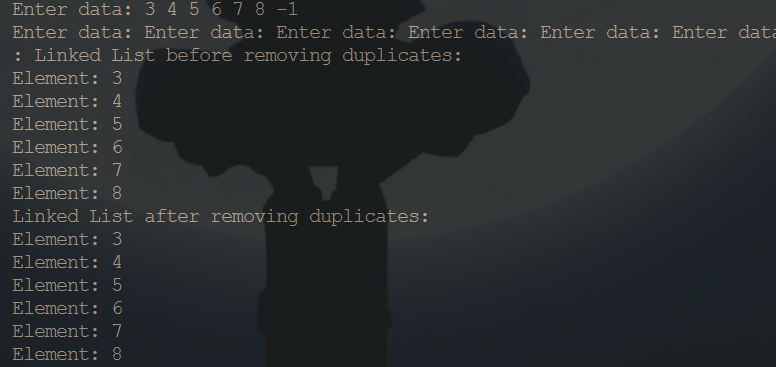 Enter data: 3 4 5 6 7 8 -1
Enter data: Enter data: Enter data: Enter data: Enter data: Enter data
: Linked List before removing duplicates:
Element: 3
Element: 4
Element: 5
Element: 6
Element: 7
Element: 8
Linked List after removing duplicates:
Element: 3
Element: 4
Element: 5
Element: 6
Element: 7
Element: 8